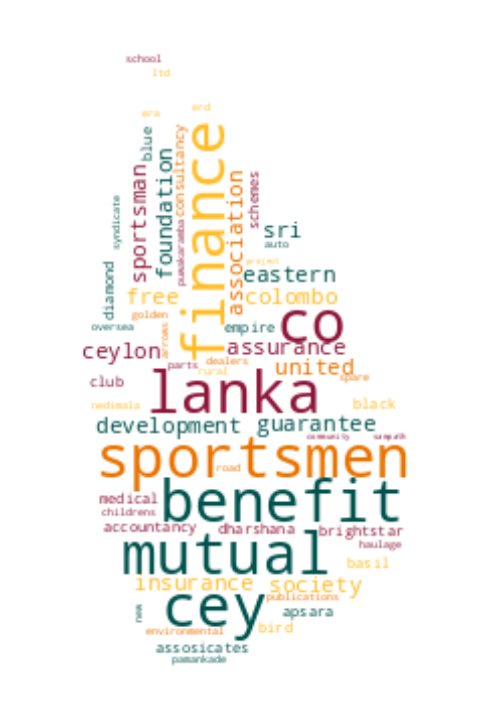 school
ltd
erd
era
blue
consultancy
finance
foundation
sportsman
association
schemes
syndicate
diamond
sri
auto
project
eastern
free
colombo
golden
oversea
arrows
empire
co
ceylon
assurance
parts
dealers
rural
united
spare
club
lanka
nedimala
black
development
guarantee
community
sampath
sportsmen
road
medical
benefit
childrens
accountancy
dharshana
brightstar
haulage
mutual
basil
insurance
society
publications
new
cey
apsara
environmental
bird
assosicates
pamankade